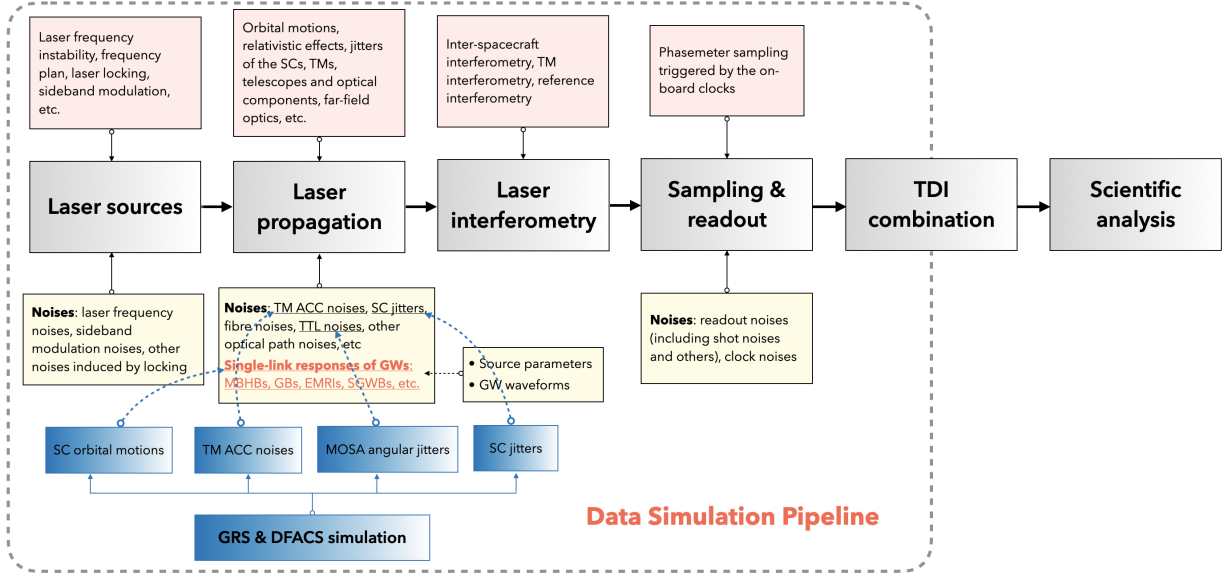 Laser frequency
instability, frequency
plan, laser locking,
sideband modulation,
etc.
Orbital motions,
relativistic effects, jitters
of the SCs, TMs,
telescopes and optical
components, far-field
optics, etc.
Inter-spacecraft
interferometry, TM
interferometry, reference
interferometry
Phasemeter sampling
triggered by the on-
board clocks
Laser sources
Laser
propagation
Laser
interferometry
Sampling &
readout
TDI
combination
Scientific
analysis
Noises: laser frequency
noises, sideband
modulation noises, other
noises induced by locking
Noises: TM ACC noises, SC jitters,
fibre noises, TTL noises, other
optical path noises, etc
Single-link responses of GWs:
MBHBs, GBs, EMRIs, SGWBs, etc.
• Source parameters
• GW waveforms
Noises: readout noises
(including shot noises
and others), clock noises
SC orbital motions
TM ACC noises
MOSA angular jitters
SC jitters
GRS & DFACS simulation
Data Simulation Pipeline